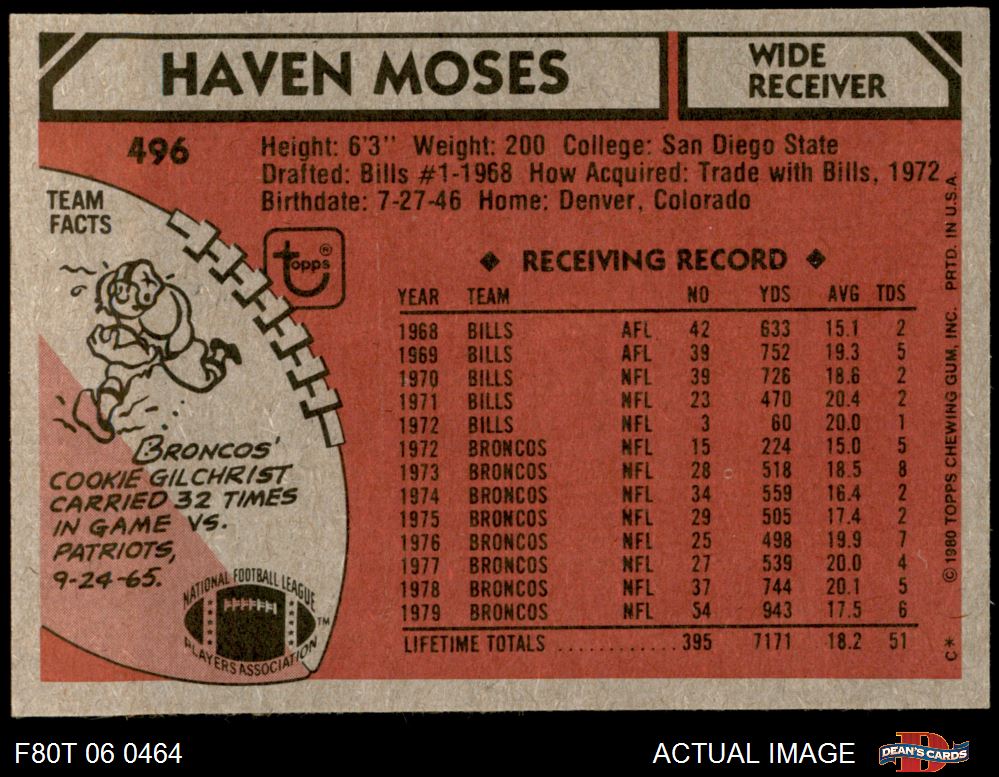 HAVEN MOSES
WIDE
RECEIVER
496
Height: 6'3" Weight: 200 College: San Diego State
Drafted: Bills #1-1968 How Acquired: Trade with Bills, 1972
Birthdate: 7-27-46 Home: Denver, Colorado
TEAM
FACTS
topps®
◆ RECEIVING RECORD ◆
YEAR TEAM NO YDS AVG TDS
1968 BILLS AFL 42 633 15.1 2
1969 BILLS AFL 39 752 19.3 5
1970 BILLS NFL 39 726 18.6 2
1971 BILLS NFL 23 470 20.4 2
1972 BILLS NFL 3 60 20.0 1
1972 BRONCOS NFL 15 224 15.0 5
1973 BRONCOS NFL 28 518 18.5 8
1974 BRONCOS NFL 34 559 16.4 2
1975 BRONCOS NFL 29 505 17.4 2
1976 BRONCOS NFL 25 498 19.9 7
1977 BRONCOS NFL 27 539 20.0 4
1978 BRONCOS NFL 37 744 20.1 5
1979 BRONCOS NFL 54 943 17.5 6
LIFETIME TOTALS ............ 395 7171 18.2 51
BRONCOS'
COOKIE GILCHRIST
CARRIED 32 TIMES
IN GAME VS.
PATRIOTS,
9-24-65.
NATIONAL FOOTBALL LEAGUE
PLAYERS ASSOCIATION
TM
C* © 1980 TOPPS CHEWING GUM, INC. PRTD. IN U.S.A.
F80T 06 0464
ACTUAL IMAGE
DEAN'S CARDS